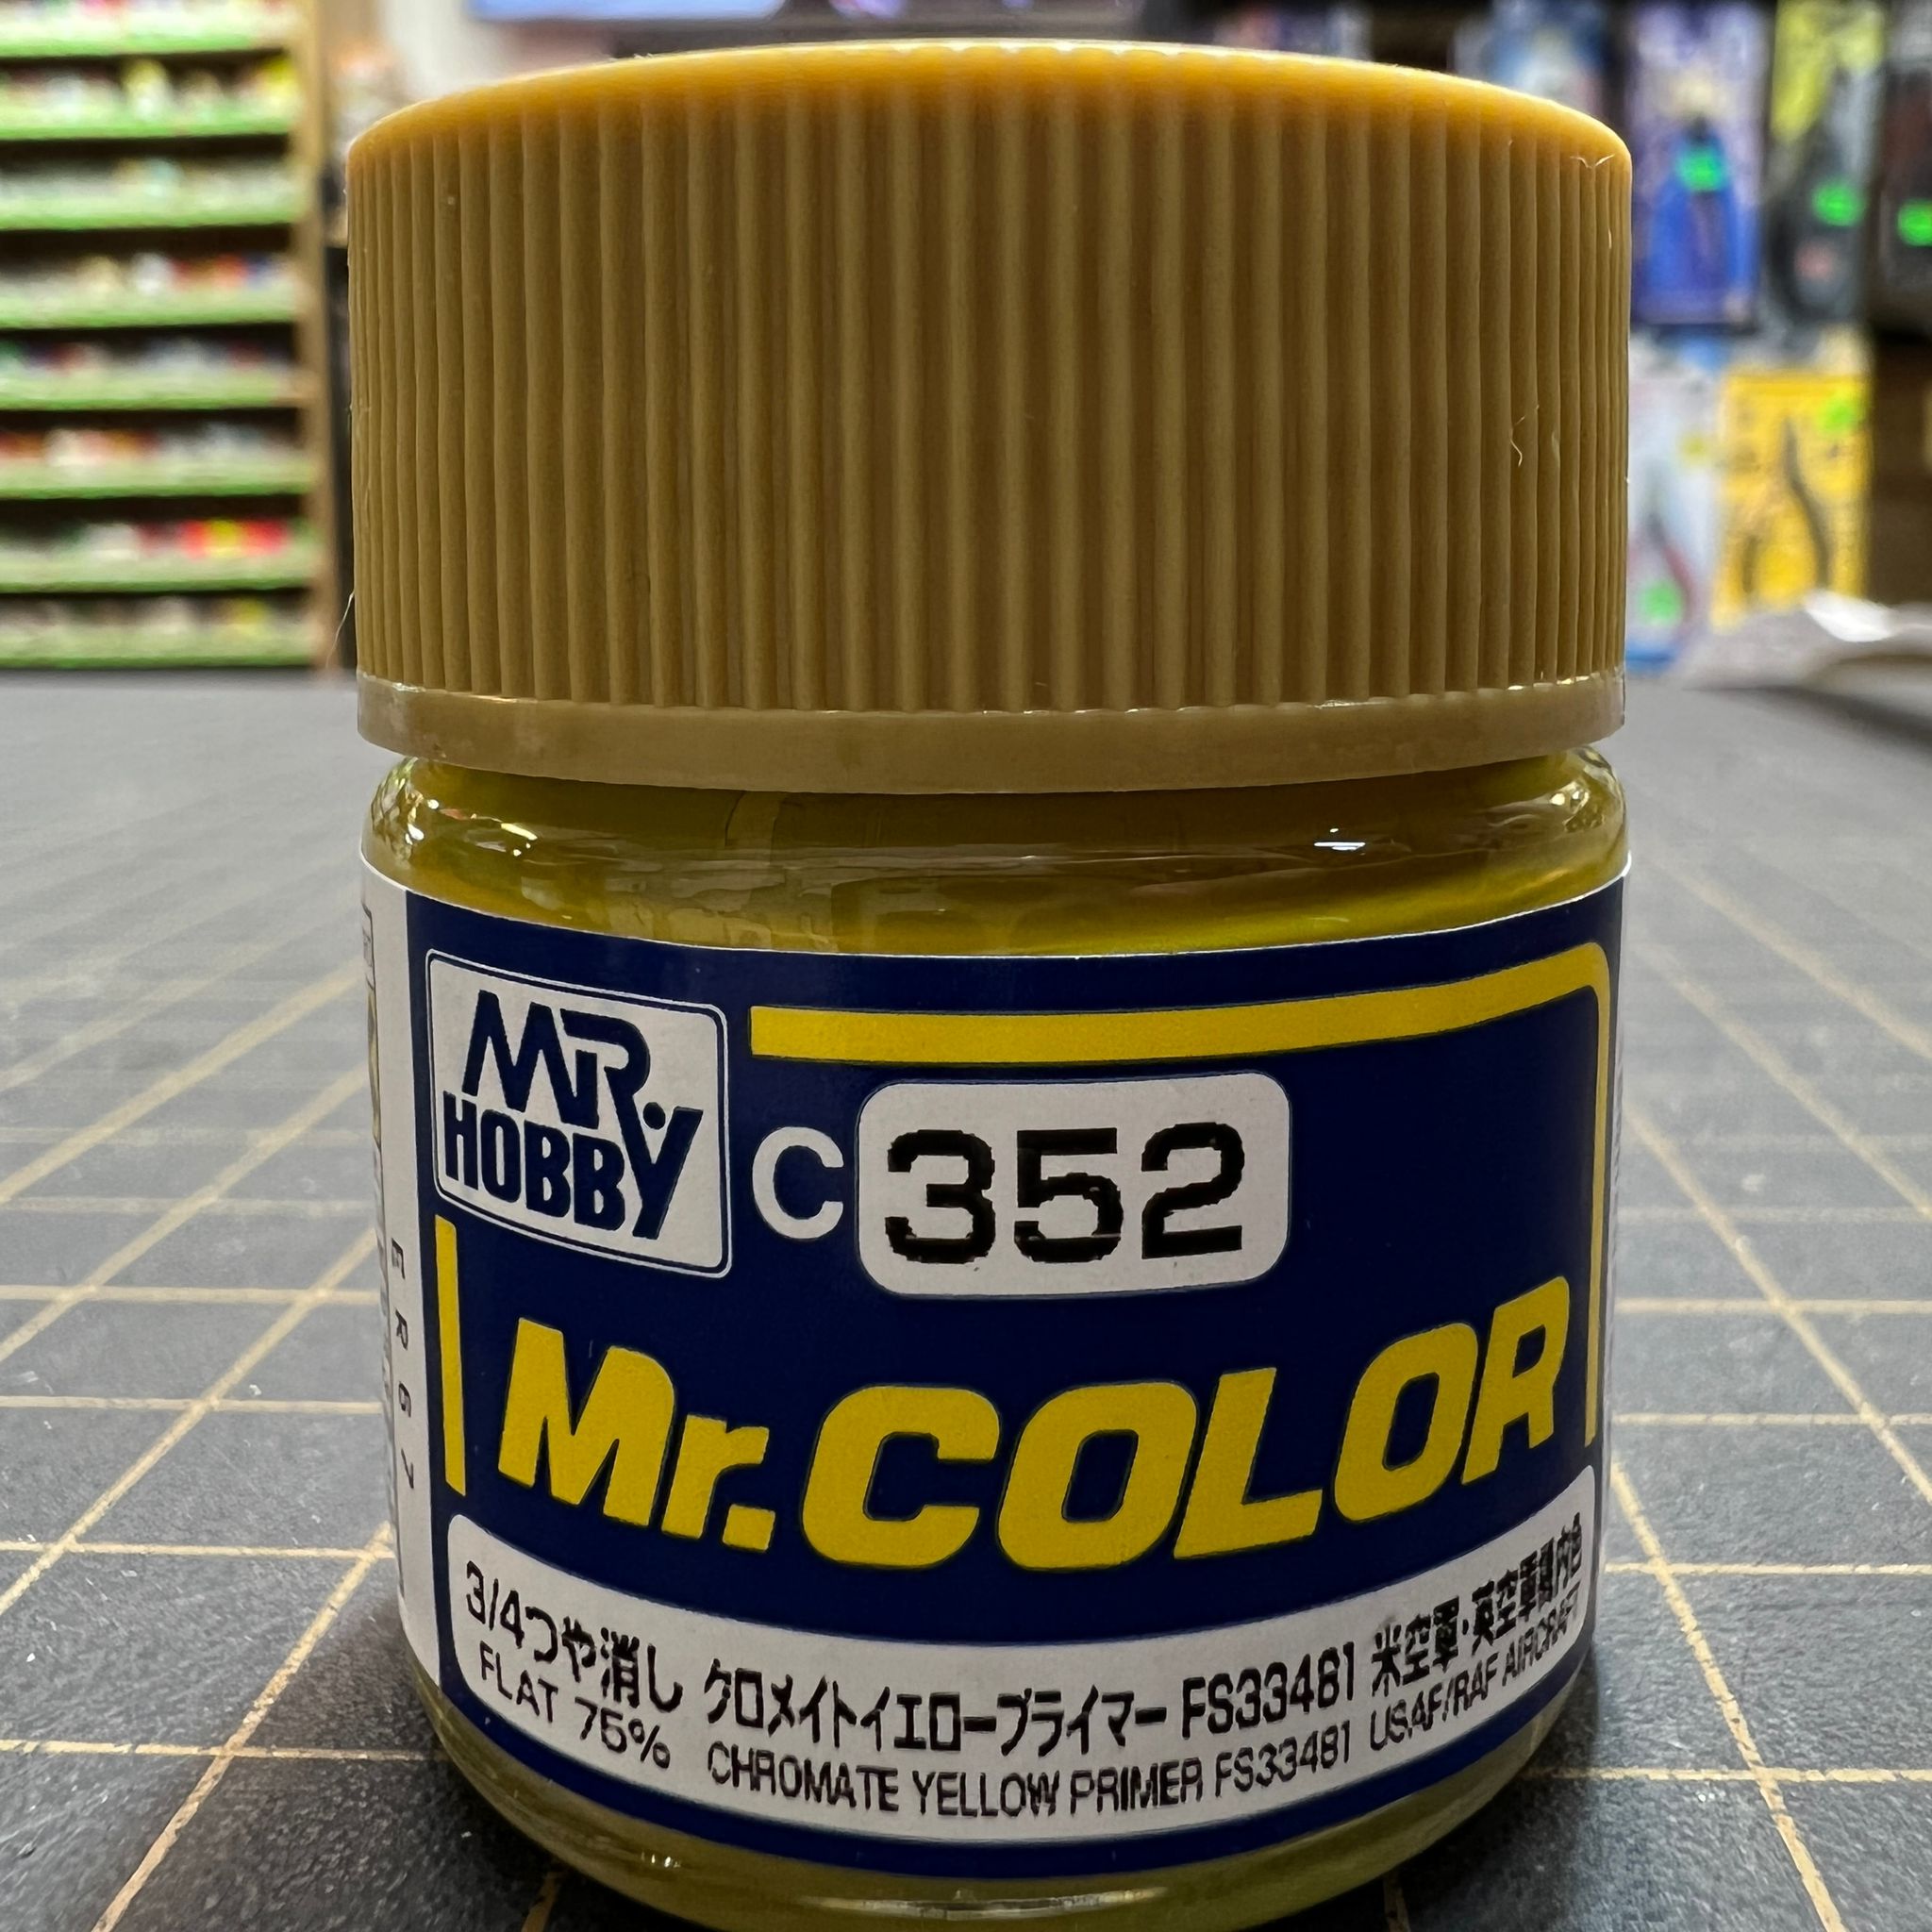 MR.
HOBBY
C 352
Mr.COLOR
3/4つや消し クロメイトイエロープライマー FS33481 米空軍・英空軍機内色
FLAT 75% CHROMATE YELLOW PRIMER FS33481 USAF/RAF AIRCRAFT